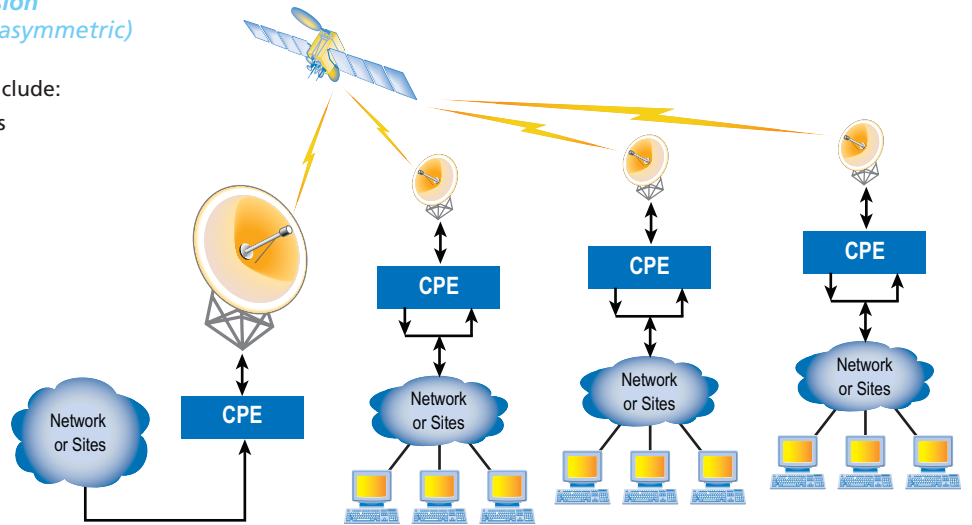 asymmetric)
clude:
s
CPE
CPE
CPE
CPE
Network
or Sites
Network
or Sites
Network
or Sites
Network
or Sites